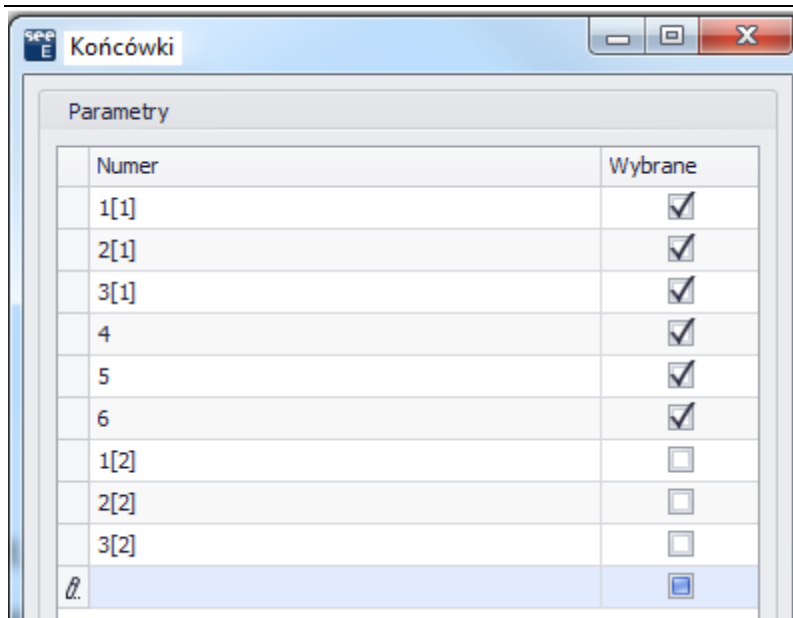 see
E
Końcówki
Parametry
Numer Wybrane
1[1]
2[1]
3[1]
4
5
6
1[2]
2[2]
3[2]